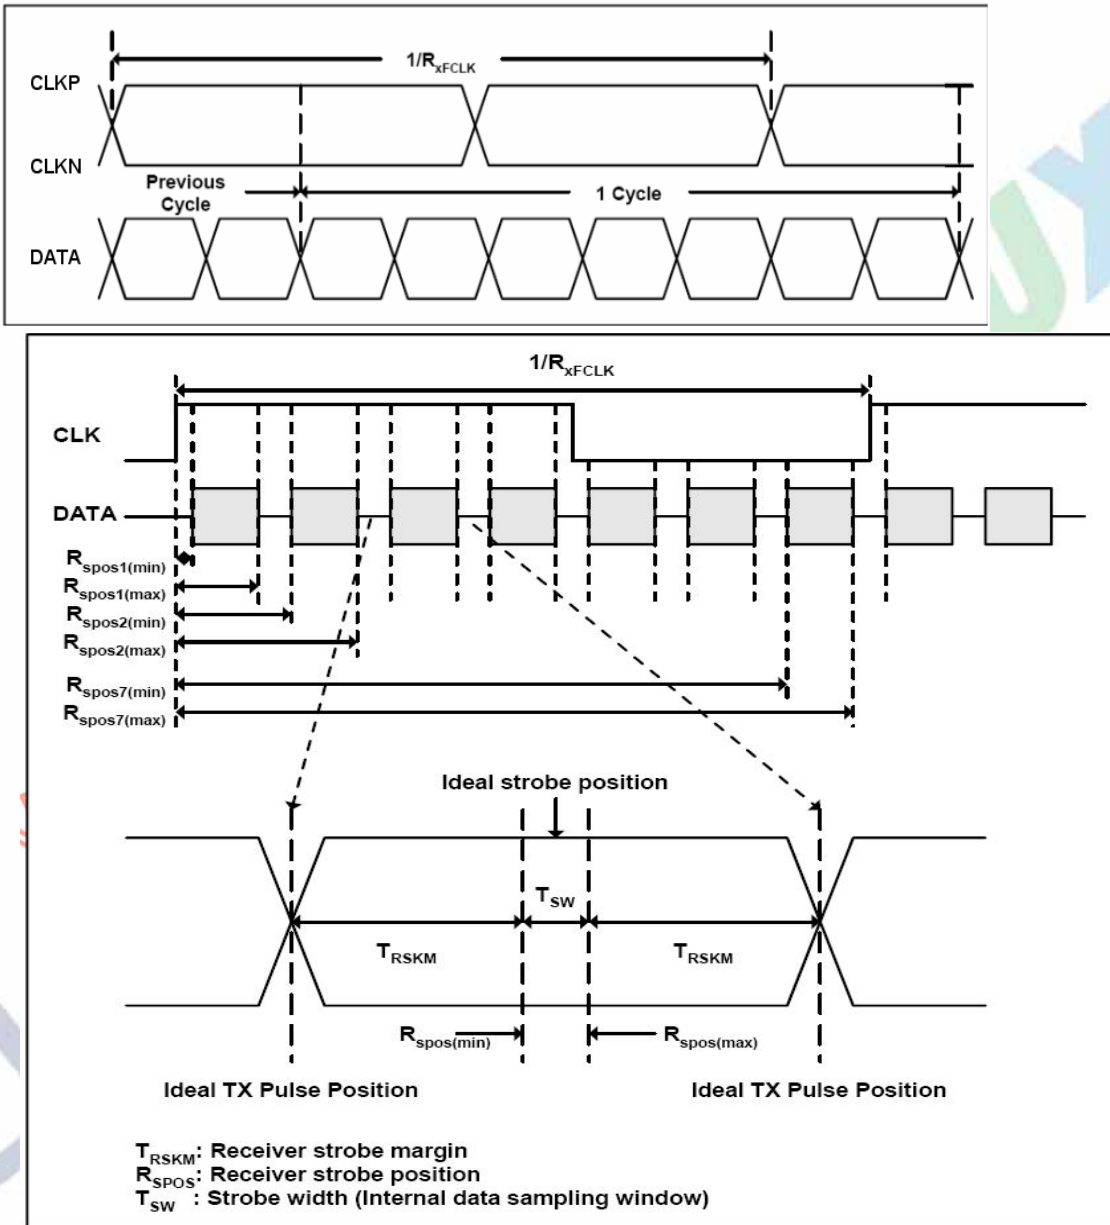 1/RxFCLK
CLKP
CLKN
Previous
Cycle
1 Cycle
DATA
1/RxFCLK
CLK
DATA
Rspos1(min)
Rspos1(max)
Rspos2(min)
Rspos2(max)
Rspos7(min)
Rspos7(max)
Ideal strobe position
TSW
TRSKM
TRSKM
Rspos(min)
Rspos(max)
Ideal TX Pulse Position
Ideal TX Pulse Position
TRSKM: Receiver strobe margin
RSPOS: Receiver strobe position
TSW : Strobe width (Internal data sampling window)